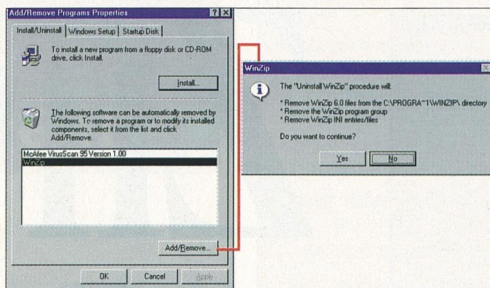 Add/Remove Programs Properties
Install/Uninstall Windows Setup Startup Disk
To install a new program from a floppy disk or CD-ROM
drive, click Install.
Install...
The following software can be automatically removed by
Windows. To remove a program or to modify its installed
components, select it from the list and click
Add/Remove.
McAfee VirusScan 95 Version 1.00
WinZip
Add/Remove...
OK Cancel Apply
WinZip
The "Uninstall WinZip" procedure will:
* Remove WinZip 6.0 files from the C:\PROGRA~1\WINZIP\ directory
* Remove the WinZip program group
* Remove WinZip INI entries/files
Do you want to continue?
Yes No